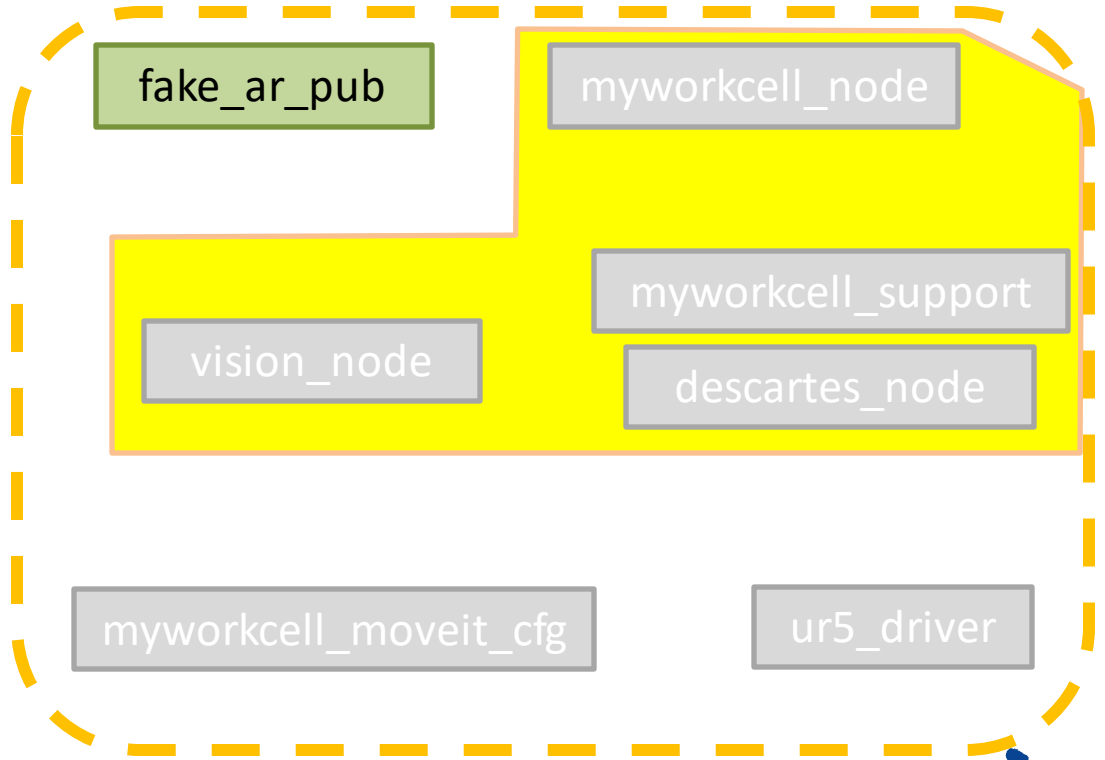 fake_ar_pub
myworkcell_node
myworkcell_support
vision_node
descartes_node
myworkcell_moveit_cfg
ur5_driver